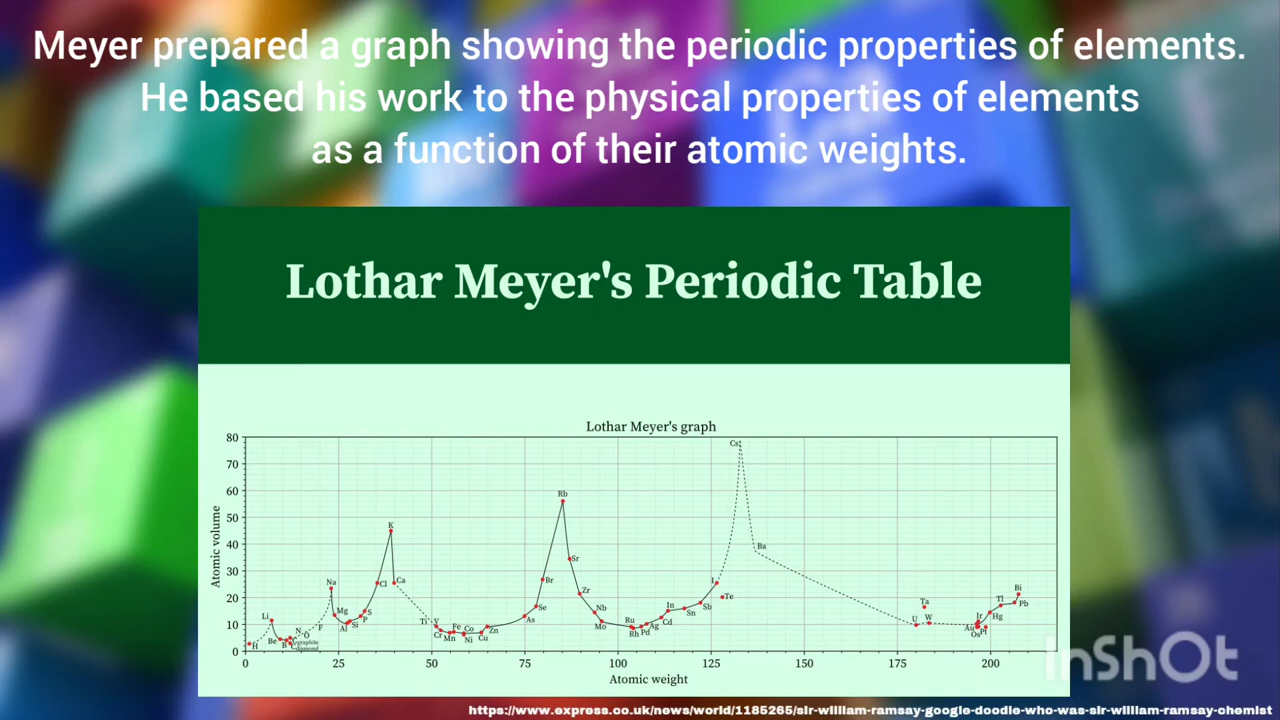 Meyer prepared a graph showing the periodic properties of elements.
He based his work to the physical properties of elements
as a function of their atomic weights.
Lothar Meyer's Periodic Table
Lothar Meyer's graph
80
70
60
50
40
30
20
10
0
Atomic volume
H
Li
Be
B
C
graphite
diamond
N
O
F
Na
Mg
Al
Si
P
S
Cl
K
Ca
Ti
V
Cr
Mn
Fe
Co
Ni
Cu
Zn
As
Se
Br
Rb
Sr
Zr
Nb
Mo
Ru
Rh
Pd
Ag
Cd
In
Sn
Sb
I
Te
Cs
Ba
U
Ta
W
Au
Os
Ir
Pt
Hg
Tl
Pb
Bi
0 25 50 75 100 125 150 175 200
Atomic weight
InShOt
https://www.express.co.uk/news/world/1185265/sir-william-ramsay-google-doodle-who-was-sir-william-ramsay-chemist